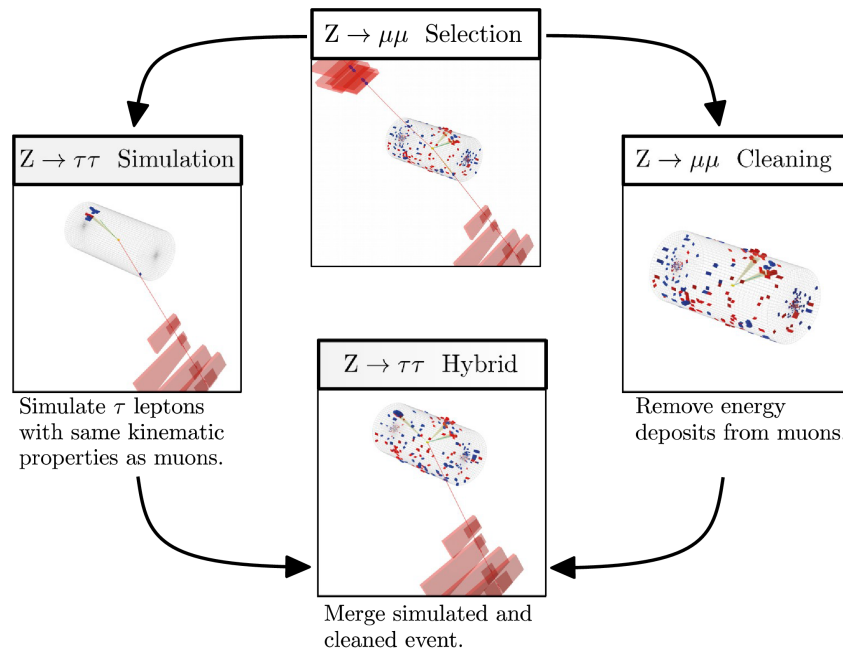 Z → μμ Selection
Z → ττ Simulation
Z → μμ Cleaning
Simulate τ leptons
with same kinematic
properties as muons.
Remove energy
deposits from muons.
Z → ττ Hybrid
Merge simulated and
cleaned event.